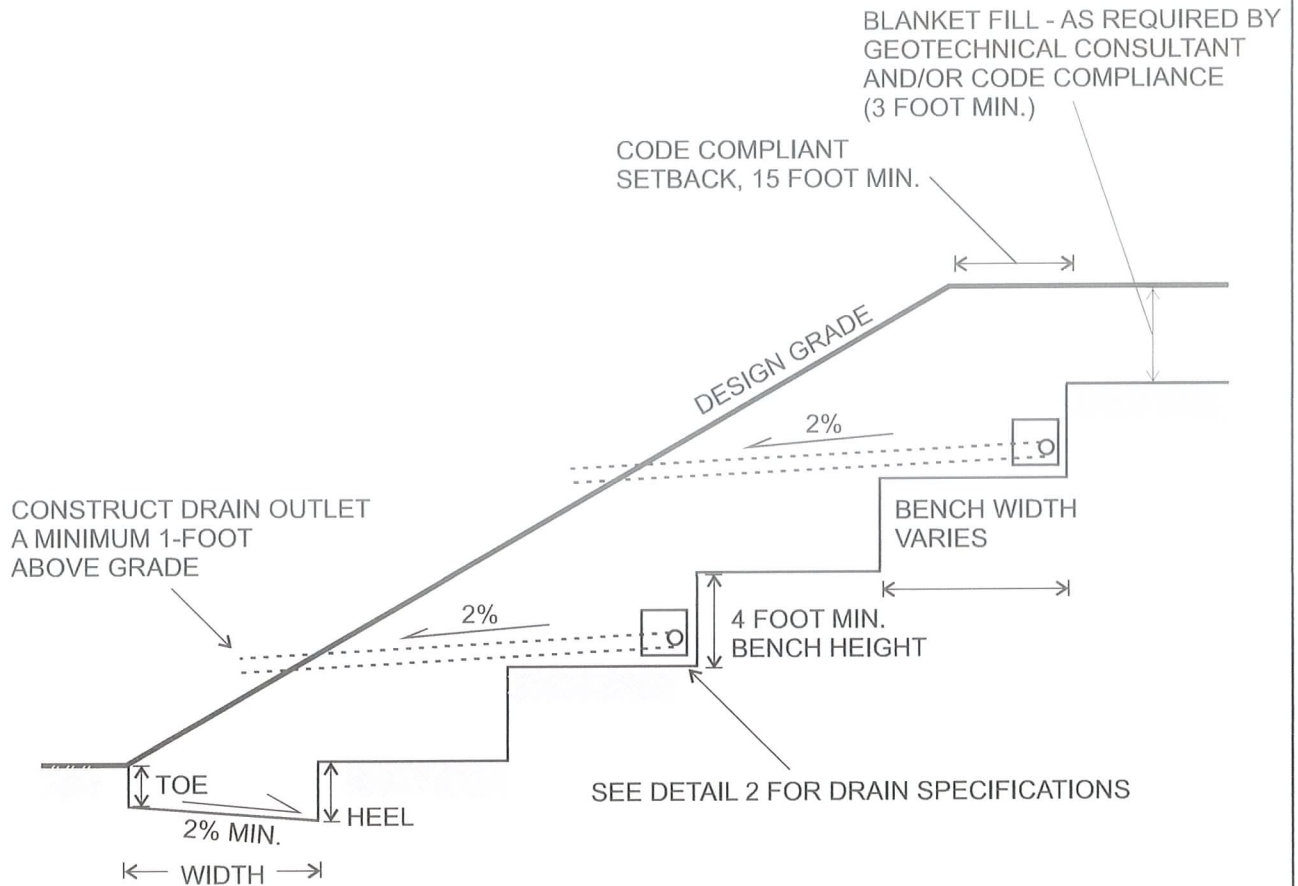 BLANKET FILL - AS REQUIRED BY
GEOTECHNICAL CONSULTANT
AND/OR CODE COMPLIANCE
(3 FOOT MIN.)
CODE COMPLIANT
SETBACK, 15 FOOT MIN.
DESIGN GRADE
2%
CONSTRUCT DRAIN OUTLET
A MINIMUM 1-FOOT
ABOVE GRADE
BENCH WIDTH
VARIES
2%
4 FOOT MIN.
BENCH HEIGHT
TOE
2% MIN.
HEEL
SEE DETAIL 2 FOR DRAIN SPECIFICATIONS
WIDTH